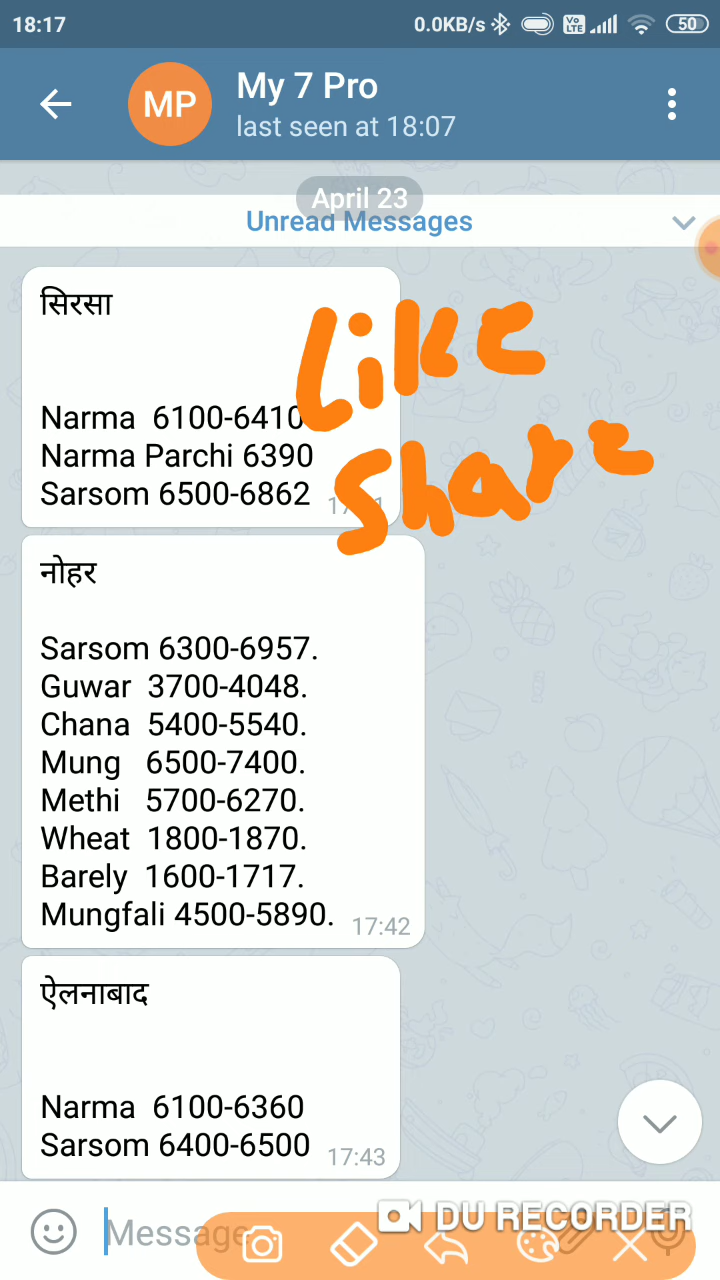 18:17 0.0KB/s Vo LTE 50
MP My 7 Pro
last seen at 18:07
April 23
Unread Messages
सिरसा
Narma 6100-6410
Narma Parchi 6390
Sarsom 6500-6862
Like
Share
नोहर
Sarsom 6300-6957.
Guwar 3700-4048.
Chana 5400-5540.
Mung 6500-7400.
Methi 5700-6270.
Wheat 1800-1870.
Barely 1600-1717.
Mungfali 4500-5890. 17:42
ऐलनाबाद
Narma 6100-6360
Sarsom 6400-6500 17:43
Message
DU RECORDER